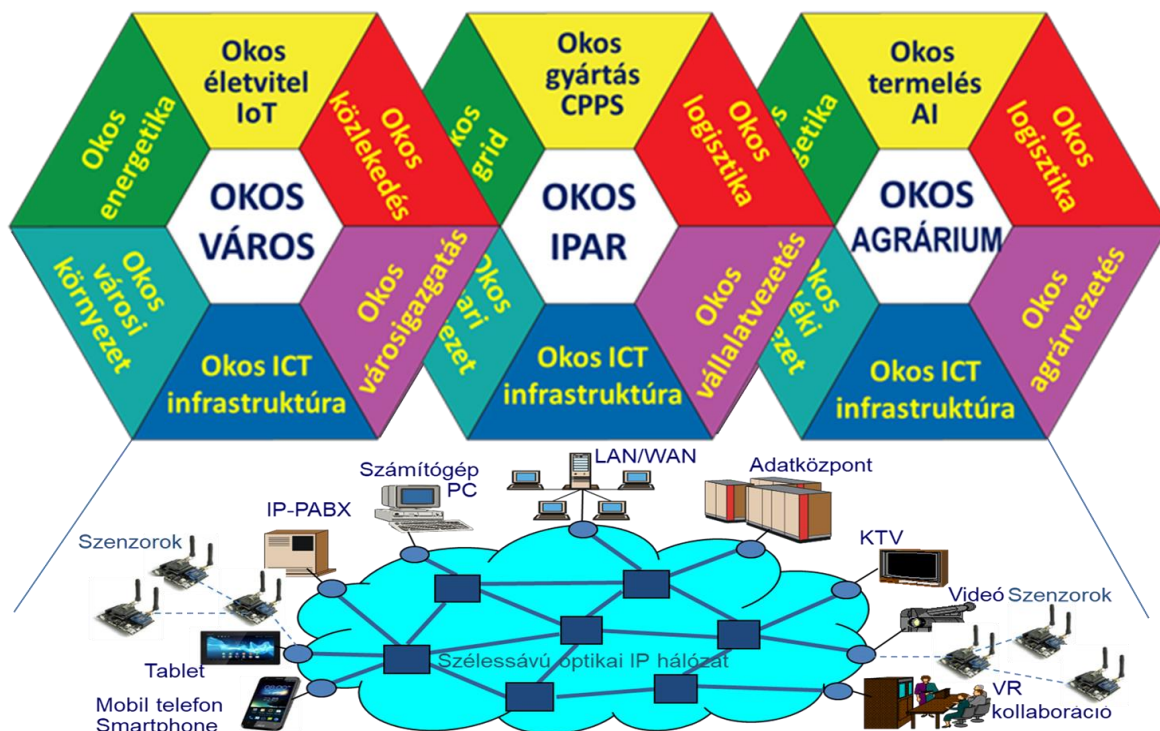 Okos
életvitel
IoT
Okos
közlekedés
Okos
városigazgatás
Okos ICT
infrastruktúra
Okos
városi
környezet
Okos
energetika
OKOS
VÁROS
Okos
gyártás
CPPS
Okos
logisztika
Okos
vállalatvezetés
Okos ICT
infrastruktúra
Okos
grid
OKOS
IPAR
Okos
termelés
AI
Okos
logisztika
Okos
agrárvezetés
Okos ICT
infrastruktúra
Okos
OKOS
AGRÁRIUM
LAN/WAN
Számítógép
PC
Adatközpont
IP-PABX
KTV
Szenzorok
Videó
Szenzorok
Tablet
Szélessávú optikai IP hálózat
Mobil telefon
Smartphone
VR
kollaboráció